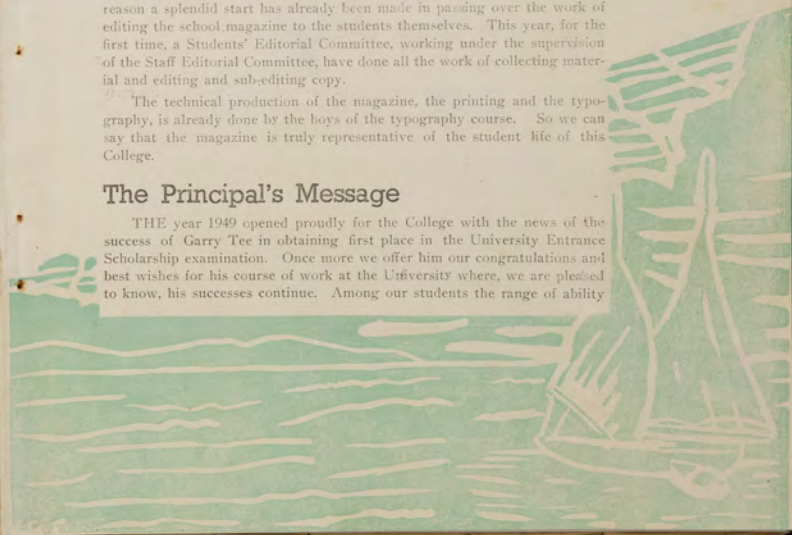 reason a splendid start has already been made in passing over the work of
editing the school magazine to the students themselves. This year, for the
first time, a Students' Editorial Committee, working under the supervision
of the Staff Editorial Committee, have done all the work of collecting mater-
ial and editing and sub-editing copy.
The technical production of the magazine, the printing and the typo-
graphy, is already done by the boys of the typography course. So we can
say that the magazine is truly representative of the student life of this
College.
The Principal's Message
THE year 1949 opened proudly for the College with the news of the
success of Garry Tee in obtaining first place in the University Entrance
Scholarship examination. Once more we offer him our congratulations and
best wishes for his course of work at the University where, we are pleased
to know, his successes continue. Among our students the range of ability